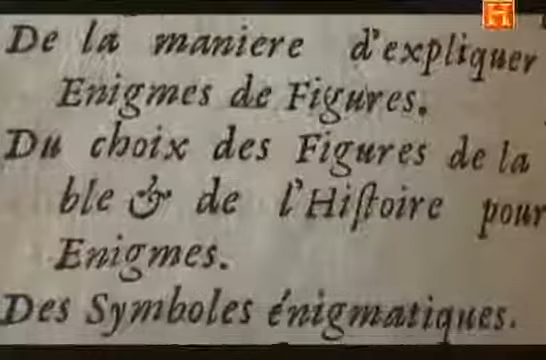 De la maniere d'expliquer
Enigmes de Figures.
Du choix des Figures de la
ble & de l'Hiſtoire pour
Enigmes.
Des Symboles énigmatiques.
H